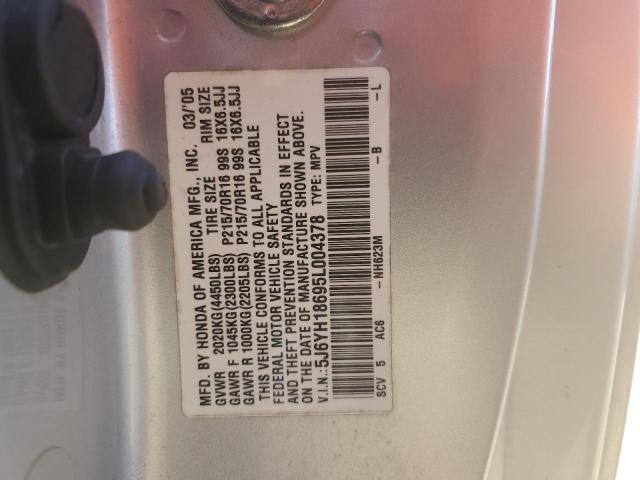 MFD. BY HONDA OF AMERICA MFG., INC. 03/'05
GVWR 2020KG(4450LBS) TIRE SIZE RIM SIZE
GAWR F 1045KG(2300LBS) P215/70R16 99S 16X6.5JJ
GAWR R 1000KG(2205LBS) P215/70R16 99S 16X6.5JJ
THIS VEHICLE CONFORMS TO ALL APPLICABLE
FEDERAL MOTOR VEHICLE SAFETY
AND THEFT PREVENTION STANDARDS IN EFFECT
ON THE DATE OF MANUFACTURE SHOWN ABOVE.
V.I.N.: 5J6YH18695L004378 TYPE: MPV
SCV 5 AC6 -NH623M -B -L